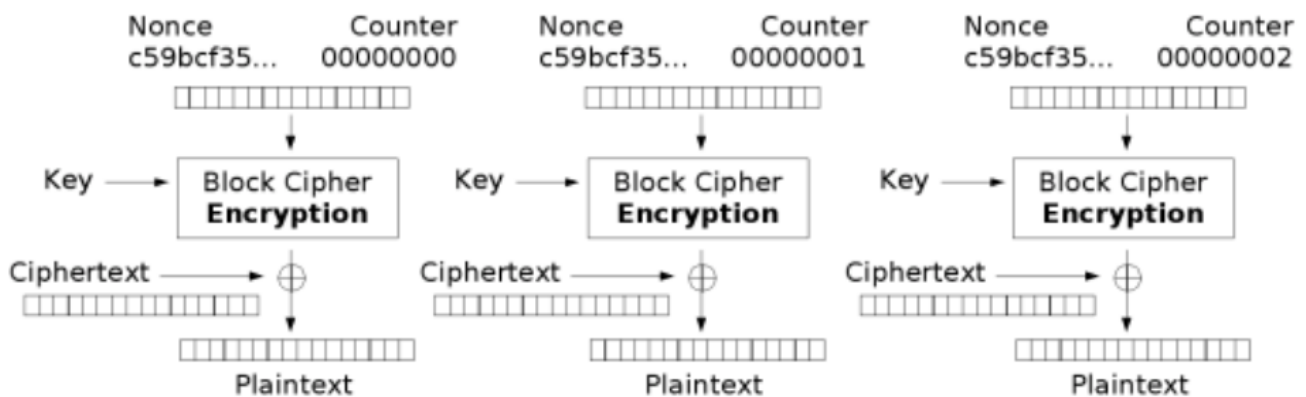 Nonce Counter Nonce Counter Nonce Counter
c59bcf35... 00000000 c59bcf35... 00000001 c59bcf35... 00000002
Key Block Cipher Key Block Cipher Key Block Cipher
Encryption Encryption Encryption
Ciphertext Ciphertext Ciphertext
Plaintext Plaintext Plaintext